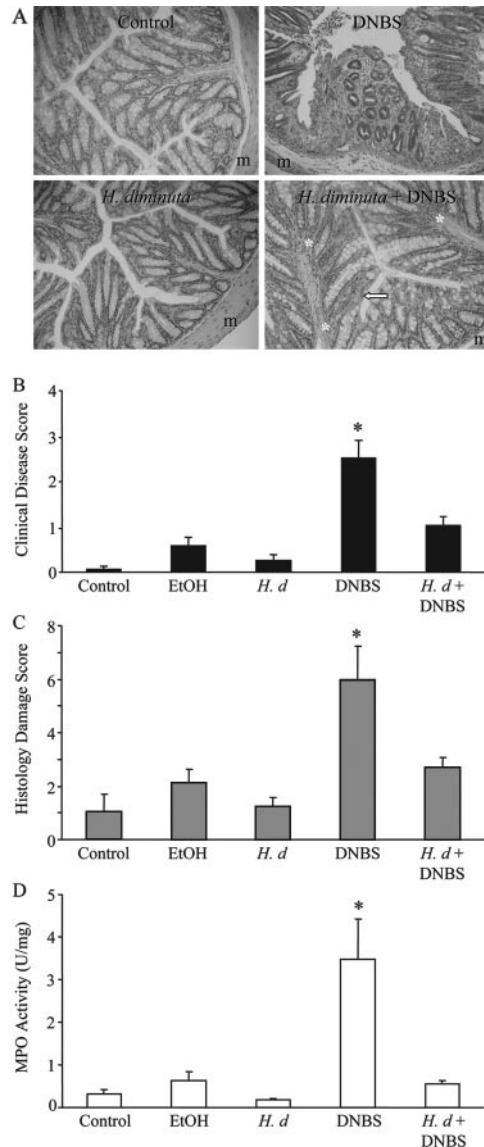 A
Control
DNBS
m
m
H. diminuta
H. diminuta + DNBS
*
*
*
m
m
B
Clinical Disease Score
4
3
2
1
0
*
Control EtOH H. d DNBS H. d +
DNBS
C
Histology Damage Score
8
6
4
2
0
*
Control EtOH H. d DNBS H. d +
DNBS
D
MPO Activity (U/mg)
5
4
3
2
1
0
*
Control EtOH H. d DNBS H. d +
DNBS